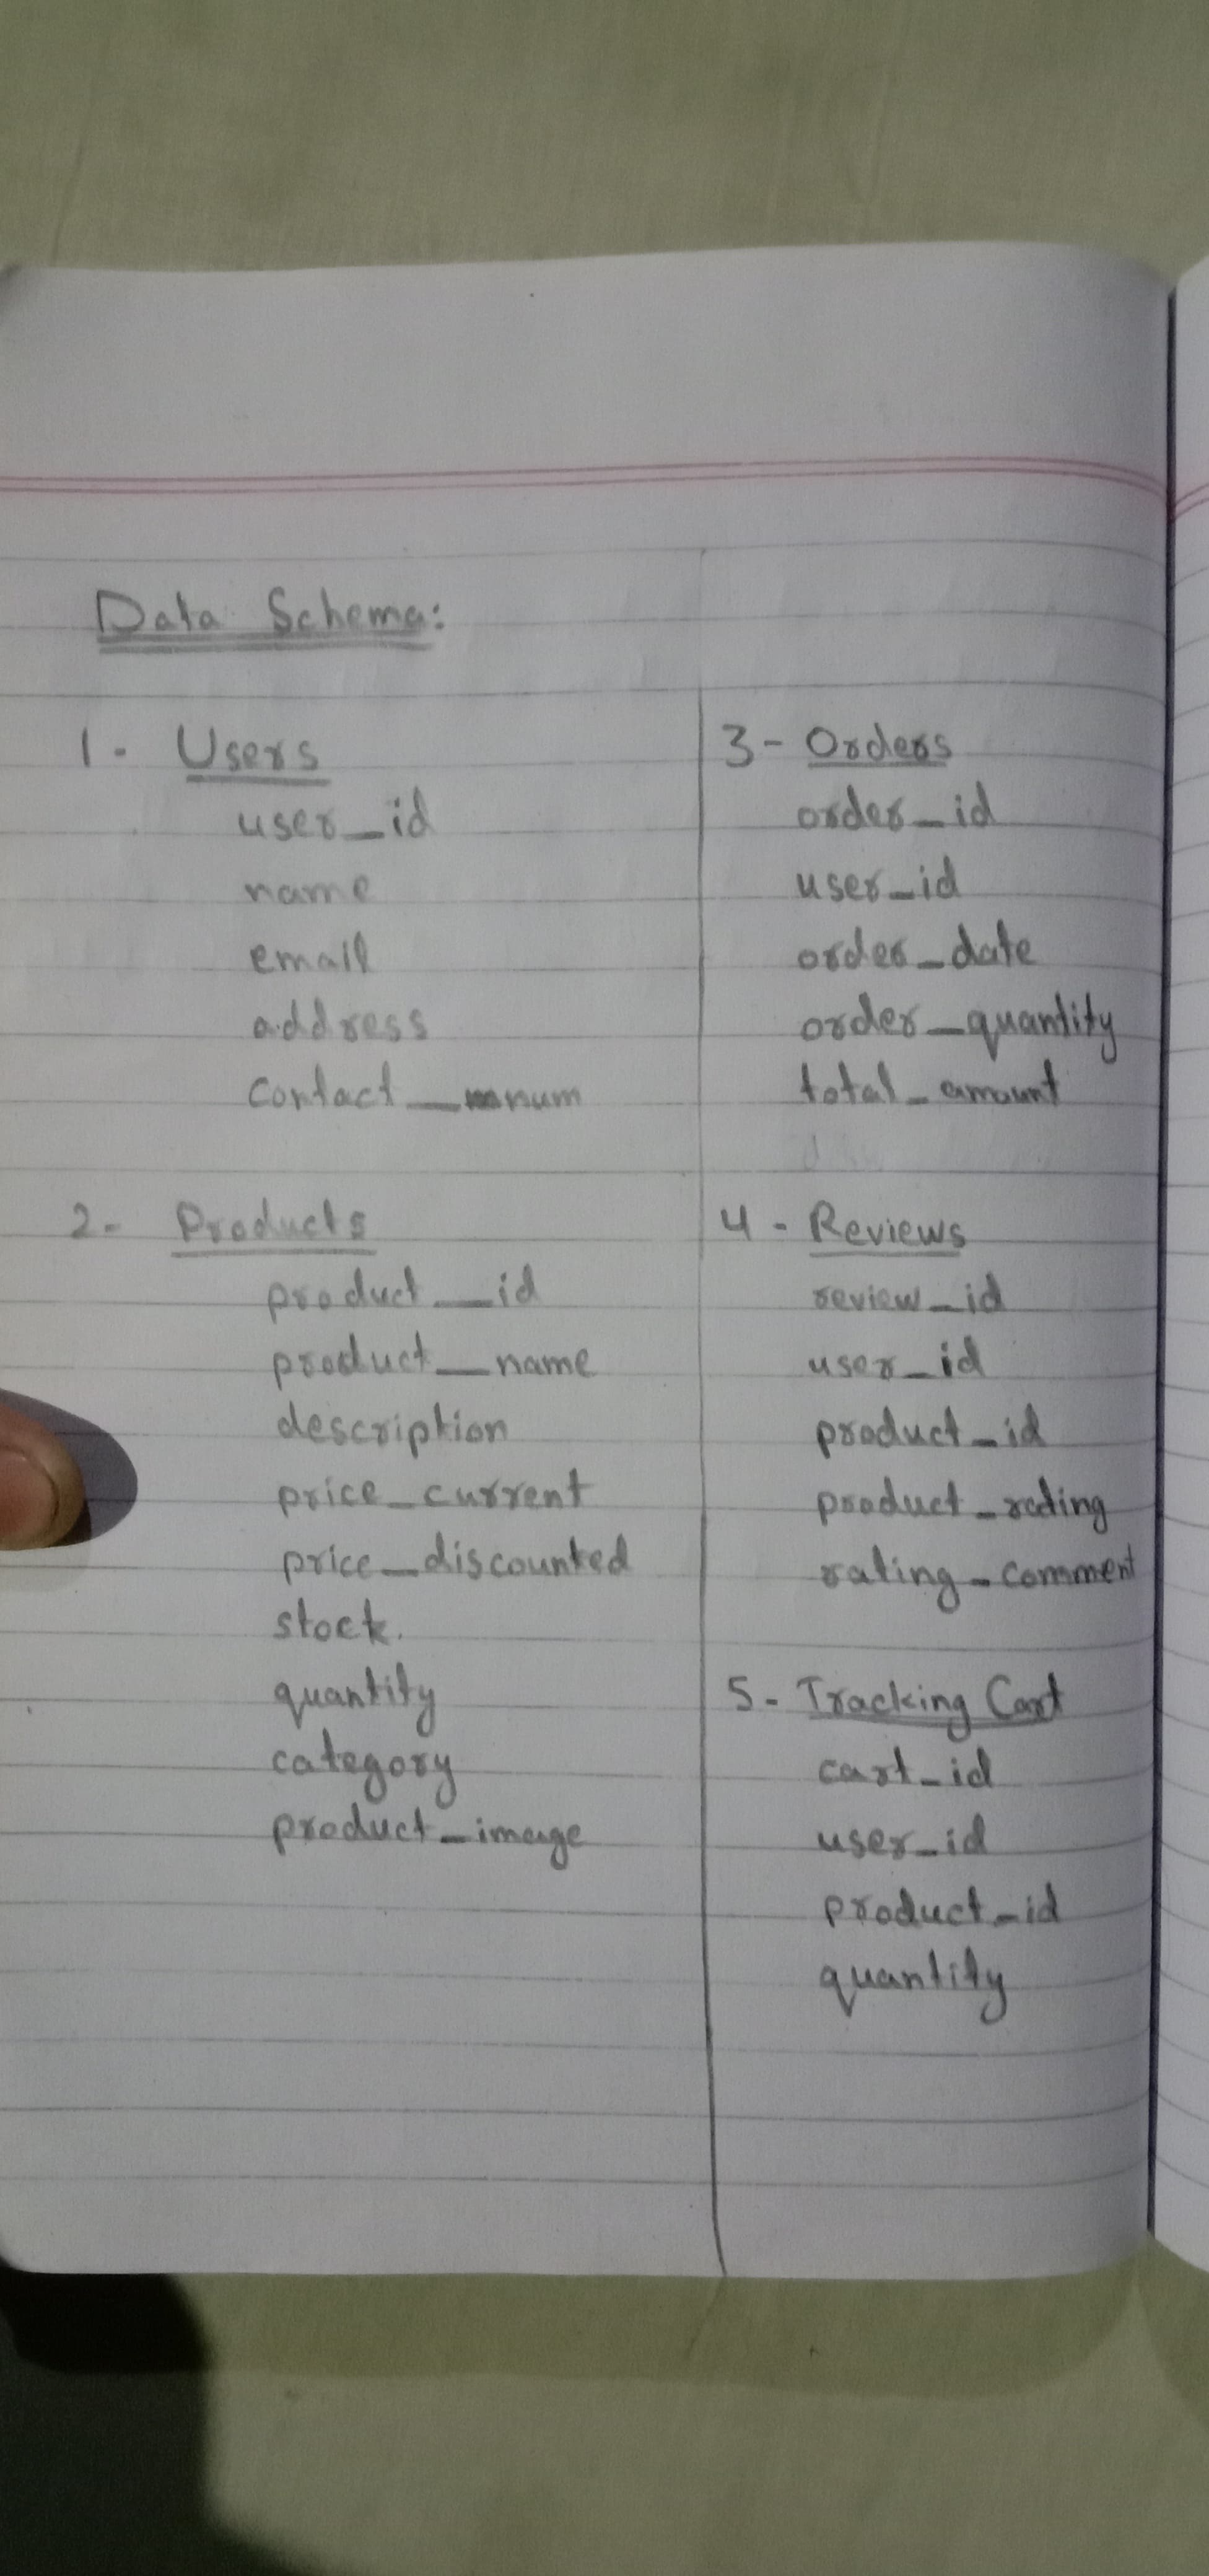 Data Schema:
1- Users
user_id
name
email
address
contact_num
2- Products
product_id
product_name
description
price_current
price_discounted
stock.
quantity
category
product_image
3- Orders
order_id
user_id
order_date
order_quantity
total_amount
4- Reviews
review_id
user_id
product_id
product_rating
rating_comment
5- Tracking Cart
cart_id
user_id
product_id
quantity